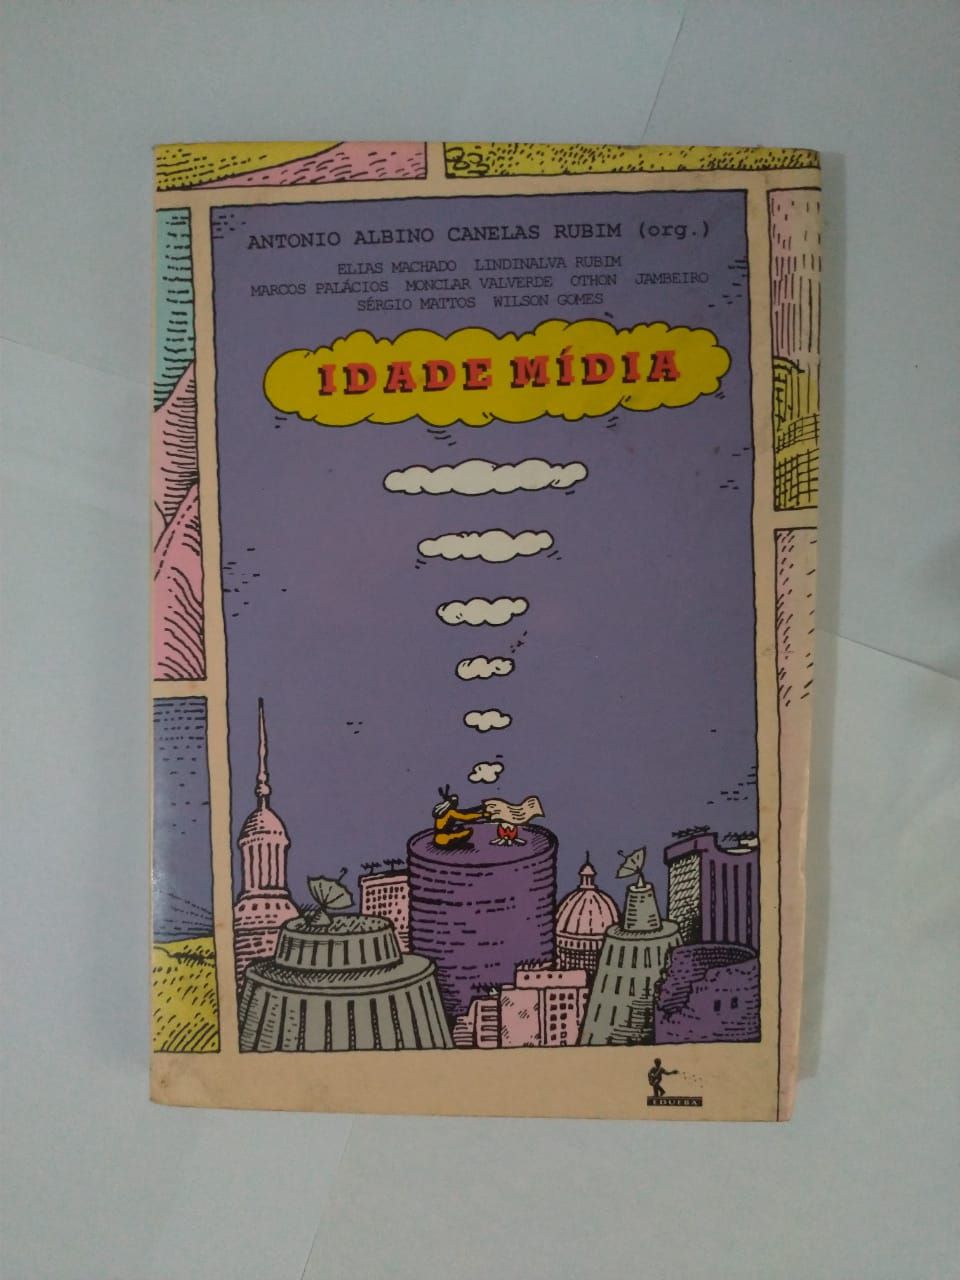 ANTONIO ALBINO CANELAS RUBIM (org.)
ELIAS MACHADO LINDINALVA RUBIM
MARCOS PALÁCIOS MONCLAR VALVERDE OTHON JAMBEIRO
SÉRGIO MATTOS WILSON GOMES
IDADE MÍDIA
EDUFBA